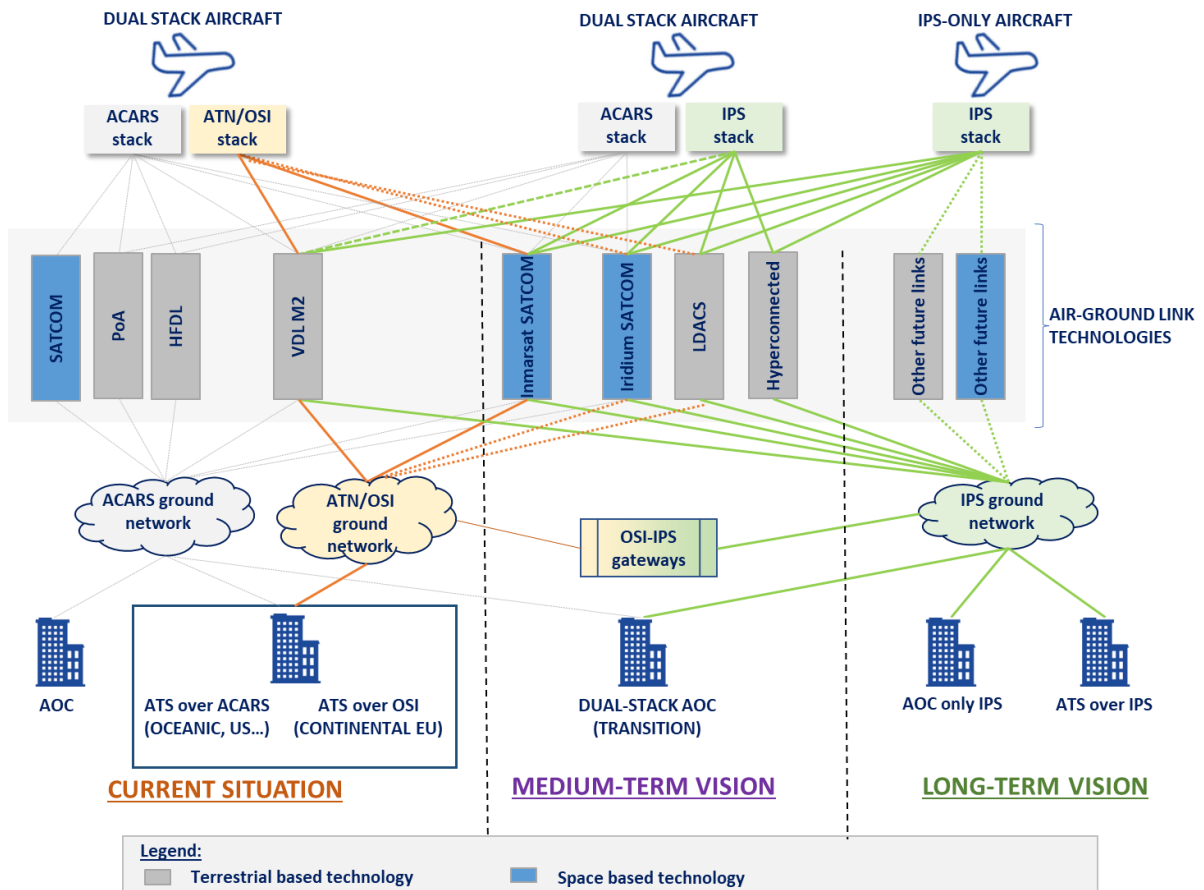 DUAL STACK AIRCRAFT
DUAL STACK AIRCRAFT
IPS-ONLY AIRCRAFT
ACARS
stack
ATN/OSI
stack
ACARS
stack
IPS
stack
IPS
stack
SATCOM
PoA
HFDL
VDL M2
Inmarsat SATCOM
Iridium SATCOM
LDACS
Hyperconnected
Other future links
Other future links
AIR-GROUND LINK
TECHNOLOGIES
ACARS ground
network
ATN/OSI
ground
network
OSI-IPS
gateways
IPS ground
network
AOC
ATS over ACARS
(OCEANIC, US...)
ATS over OSI
(CONTINENTAL EU)
DUAL-STACK AOC
(TRANSITION)
AOC only IPS
ATS over IPS
CURRENT SITUATION
MEDIUM-TERM VISION
LONG-TERM VISION
Legend:
Terrestrial based technology
Space based technology